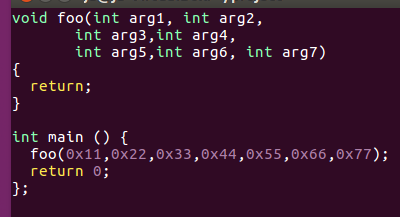 void foo(int arg1, int arg2,
       int arg3,int arg4,
       int arg5,int arg6, int arg7)
{
  return;
}

int main () {
  foo(0x11,0x22,0x33,0x44,0x55,0x66,0x77);
  return 0;
};